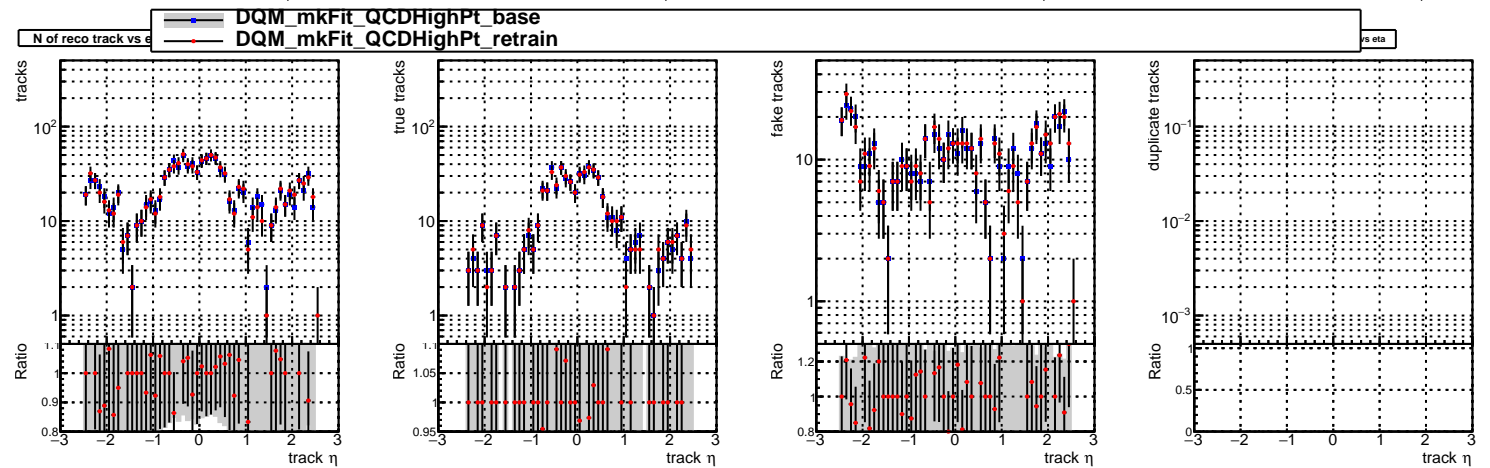 DQM_mkFit_QCDHighPt_base
DQM_mkFit_QCDHighPt_retrain
N of reco track vs e
vs eta
tracks
10²
10
1
Ratio
1.1
1
0.9
0.8
−3 −2 −1 0 1 2 3
track η
true tracks
10²
10
1
Ratio
1.1
1.05
1
0.95
−3 −2 −1 0 1 2 3
track η
fake tracks
10
1
Ratio
1.2
1
0.8
−3 −2 −1 0 1 2 3
track η
duplicate tracks
10⁻¹
10⁻²
10⁻³
Ratio
1
0.5
0
−3 −2 −1 0 1 2 3
track η